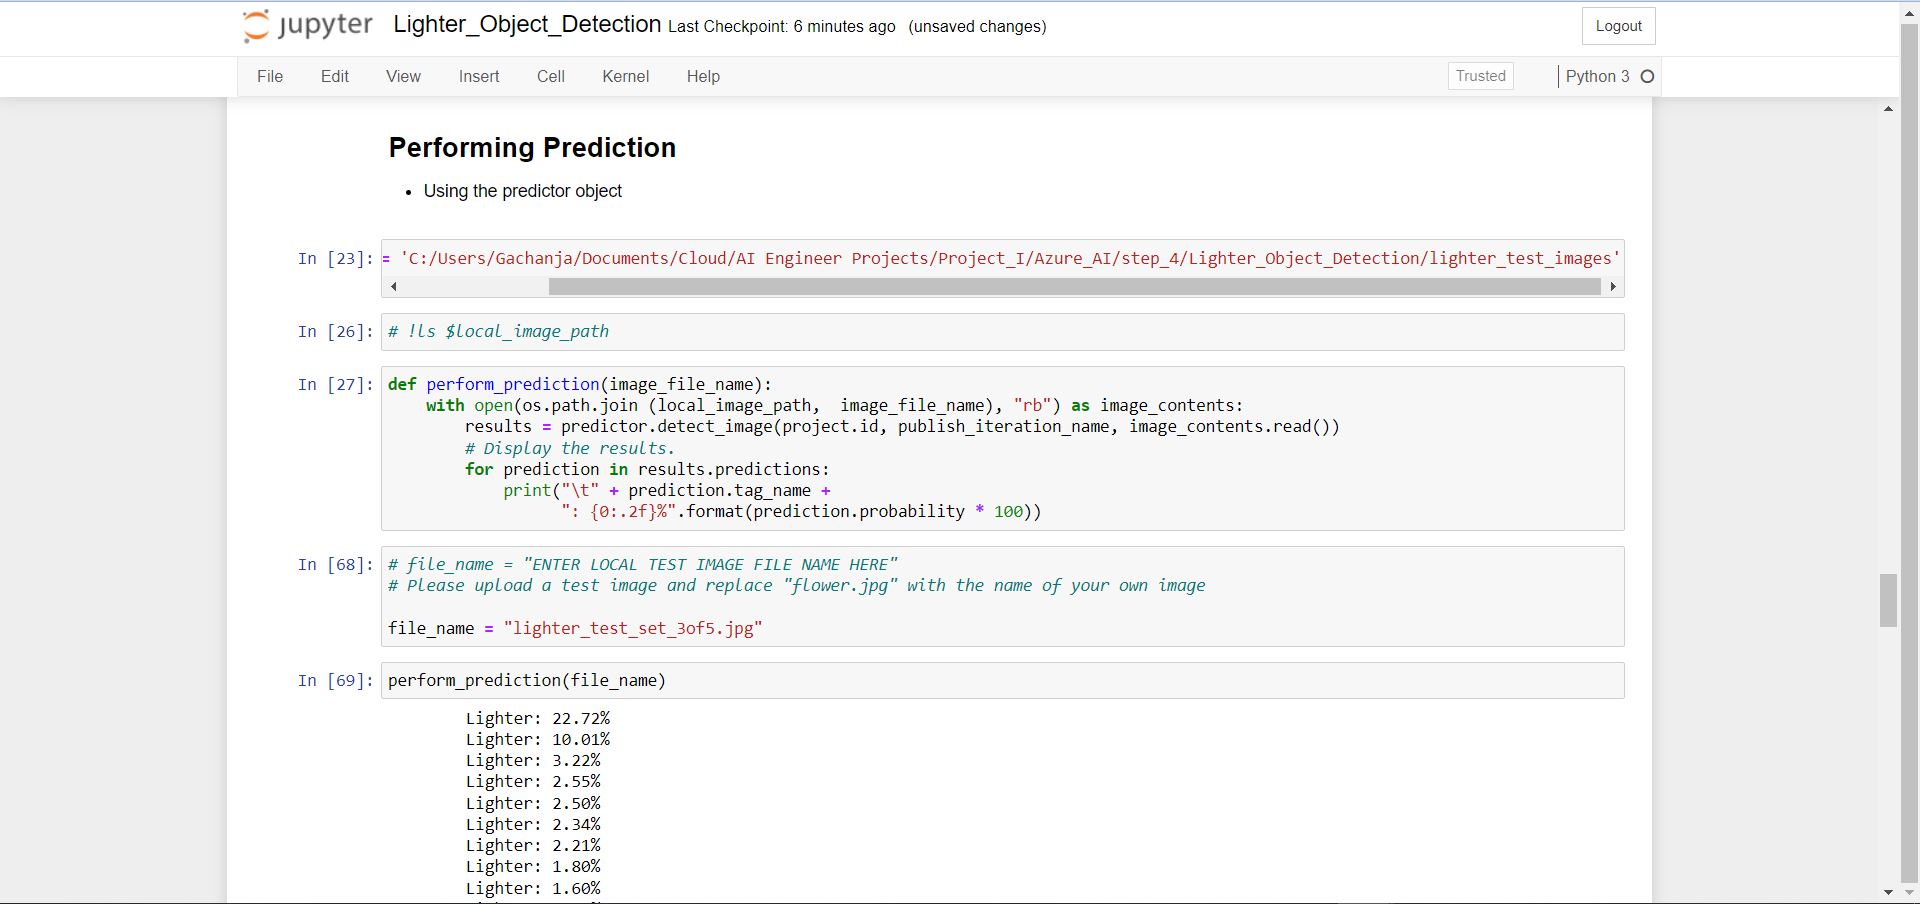 jupyter Lighter_Object_Detection Last Checkpoint: 6 minutes ago (unsaved changes) Logout
File Edit View Insert Cell Kernel Help Trusted Python 3
Performing Prediction
• Using the predictor object
In [23]: = 'C:/Users/Gachanja/Documents/Cloud/AI Engineer Projects/Project_I/Azure_AI/step_4/Lighter_Object_Detection/lighter_test_images'
In [26]: # !ls $local_image_path
In [27]: def perform_prediction(image_file_name):
    with open(os.path.join (local_image_path,  image_file_name), "rb") as image_contents:
        results = predictor.detect_image(project.id, publish_iteration_name, image_contents.read())
        # Display the results.
        for prediction in results.predictions:
            print("\t" + prediction.tag_name +
                  ": {0:.2f}%".format(prediction.probability * 100))
In [68]: # file_name = "ENTER LOCAL TEST IMAGE FILE NAME HERE"
# Please upload a test image and replace "flower.jpg" with the name of your own image
file_name = "lighter_test_set_3of5.jpg"
In [69]: perform_prediction(file_name)
Lighter: 22.72%
Lighter: 10.01%
Lighter: 3.22%
Lighter: 2.55%
Lighter: 2.50%
Lighter: 2.34%
Lighter: 2.21%
Lighter: 1.80%
Lighter: 1.60%